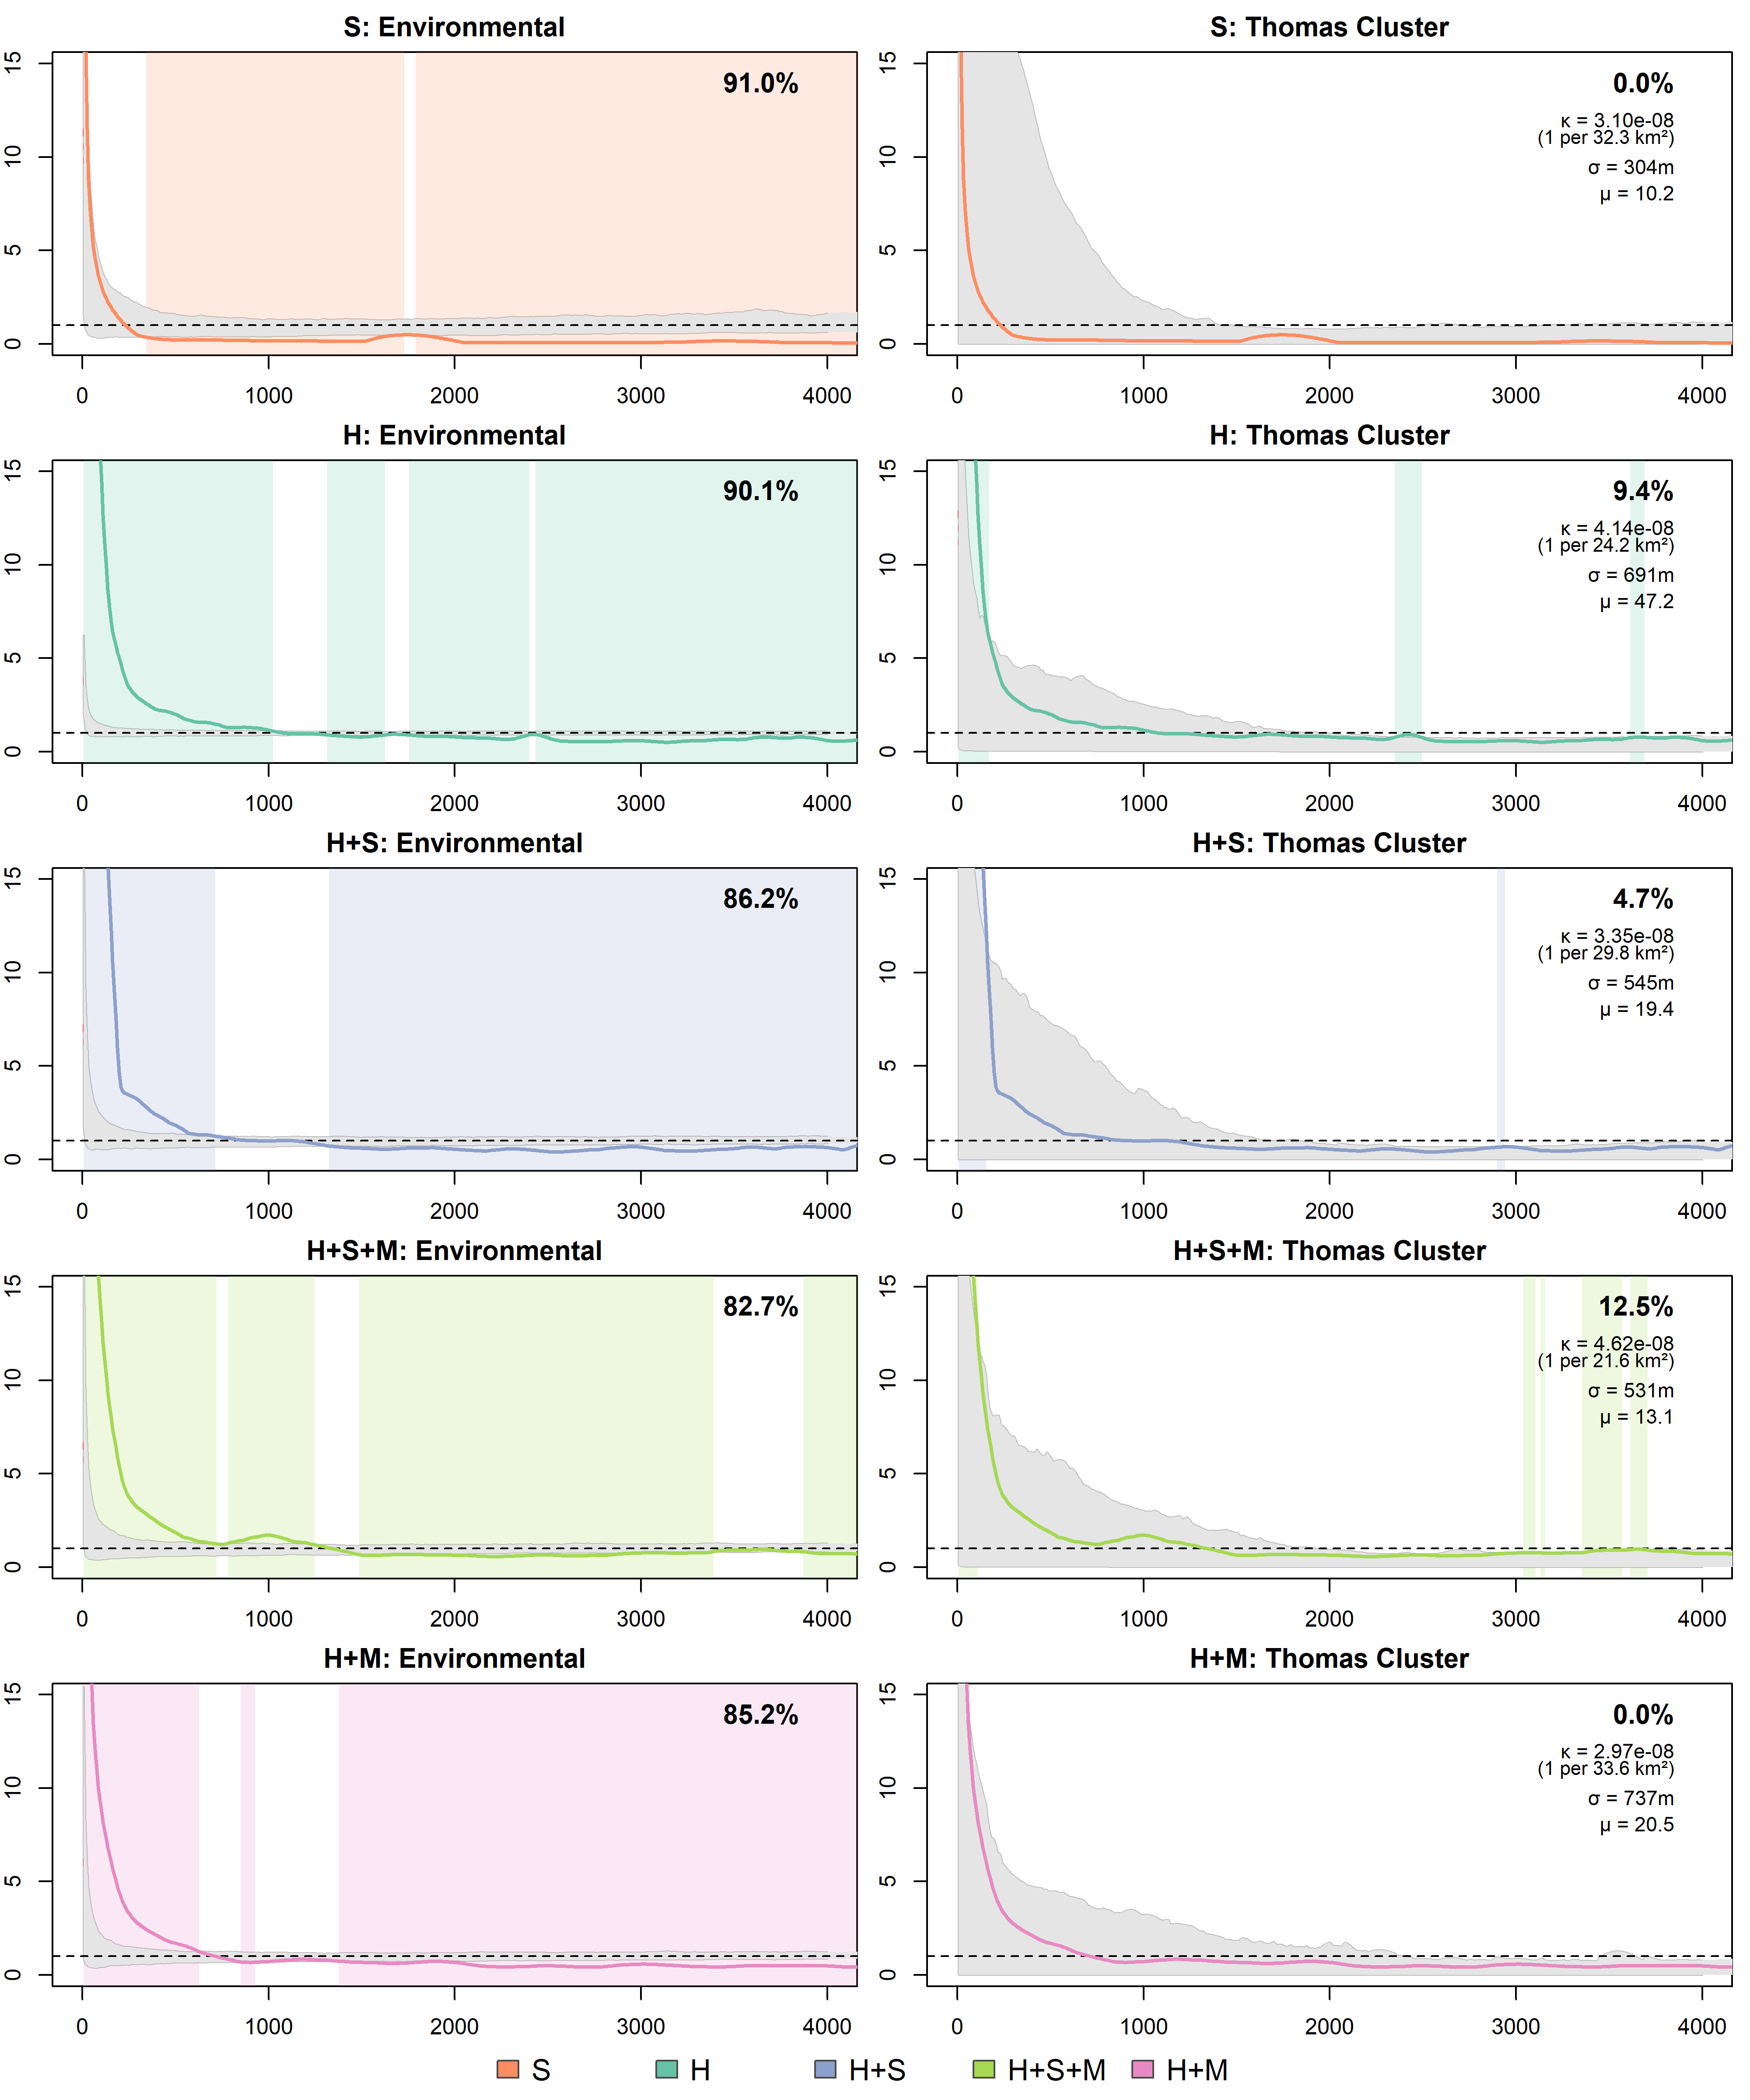 S: Environmental
15
10
5
0
91.0%
0 1000 2000 3000 4000
S: Thomas Cluster
15
10
5
0
0.0%
κ = 3.10e-08
(1 per 32.3 km²)
σ = 304m
μ = 10.2
0 1000 2000 3000 4000
H: Environmental
15
10
5
0
90.1%
0 1000 2000 3000 4000
H: Thomas Cluster
15
10
5
0
9.4%
κ = 4.14e-08
(1 per 24.2 km²)
σ = 691m
μ = 47.2
0 1000 2000 3000 4000
H+S: Environmental
15
10
5
0
86.2%
0 1000 2000 3000 4000
H+S: Thomas Cluster
15
10
5
0
4.7%
κ = 3.35e-08
(1 per 29.8 km²)
σ = 545m
μ = 19.4
0 1000 2000 3000 4000
H+S+M: Environmental
15
10
5
0
82.7%
0 1000 2000 3000 4000
H+S+M: Thomas Cluster
15
10
5
0
12.5%
κ = 4.62e-08
(1 per 21.6 km²)
σ = 531m
μ = 13.1
0 1000 2000 3000 4000
H+M: Environmental
15
10
5
0
85.2%
0 1000 2000 3000 4000
H+M: Thomas Cluster
15
10
5
0
0.0%
κ = 2.97e-08
(1 per 33.6 km²)
σ = 737m
μ = 20.5
0 1000 2000 3000 4000
S H H+S H+S+M H+M